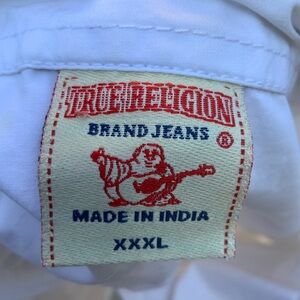 TRUE RELIGION
BRAND JEANS
®
MADE IN INDIA
XXXL